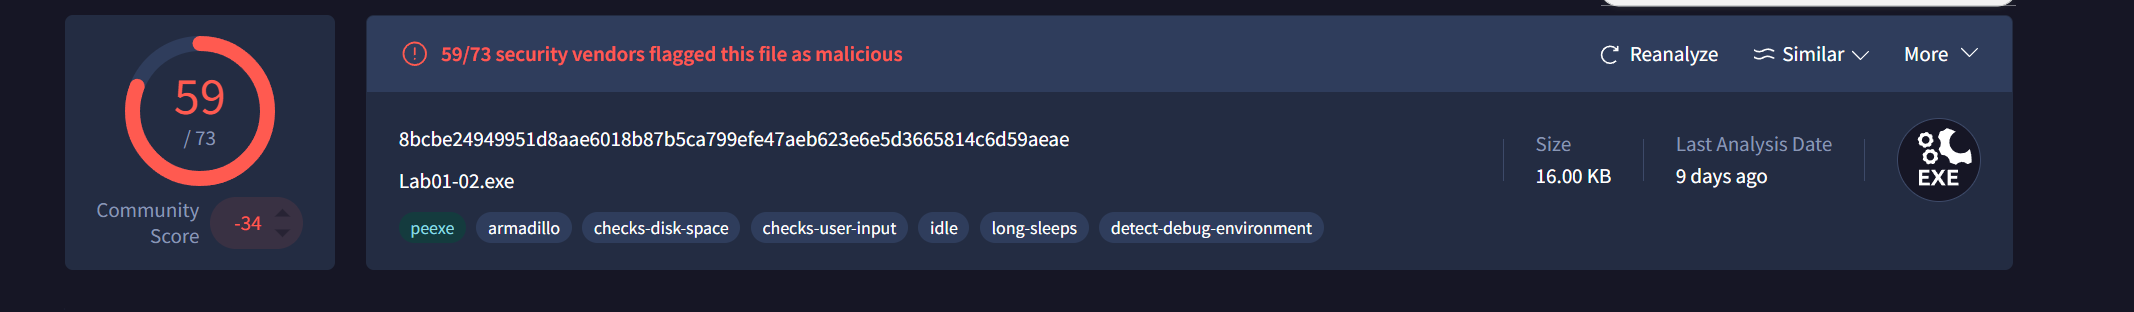 59
/ 73
Community
Score
-34
59/73 security vendors flagged this file as malicious
Reanalyze
Similar
More
8bcbe24949951d8aae6018b87b5ca799efe47aeb623e6e5d3665814c6d59aeae
Lab01-02.exe
peexe armadillo checks-disk-space checks-user-input idle long-sleeps detect-debug-environment
Size
16.00 KB
Last Analysis Date
9 days ago
EXE